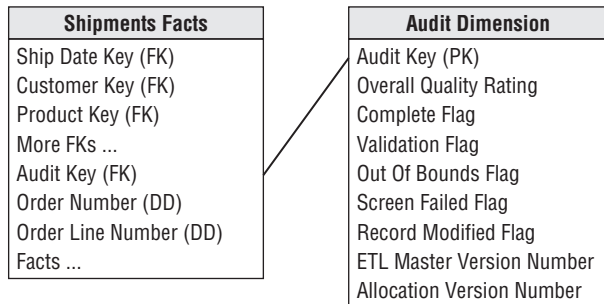 Shipments Facts
Ship Date Key (FK)
Customer Key (FK)
Product Key (FK)
More FKs ...
Audit Key (FK)
Order Number (DD)
Order Line Number (DD)
Facts ...
Audit Dimension
Audit Key (PK)
Overall Quality Rating
Complete Flag
Validation Flag
Out Of Bounds Flag
Screen Failed Flag
Record Modified Flag
ETL Master Version Number
Allocation Version Number